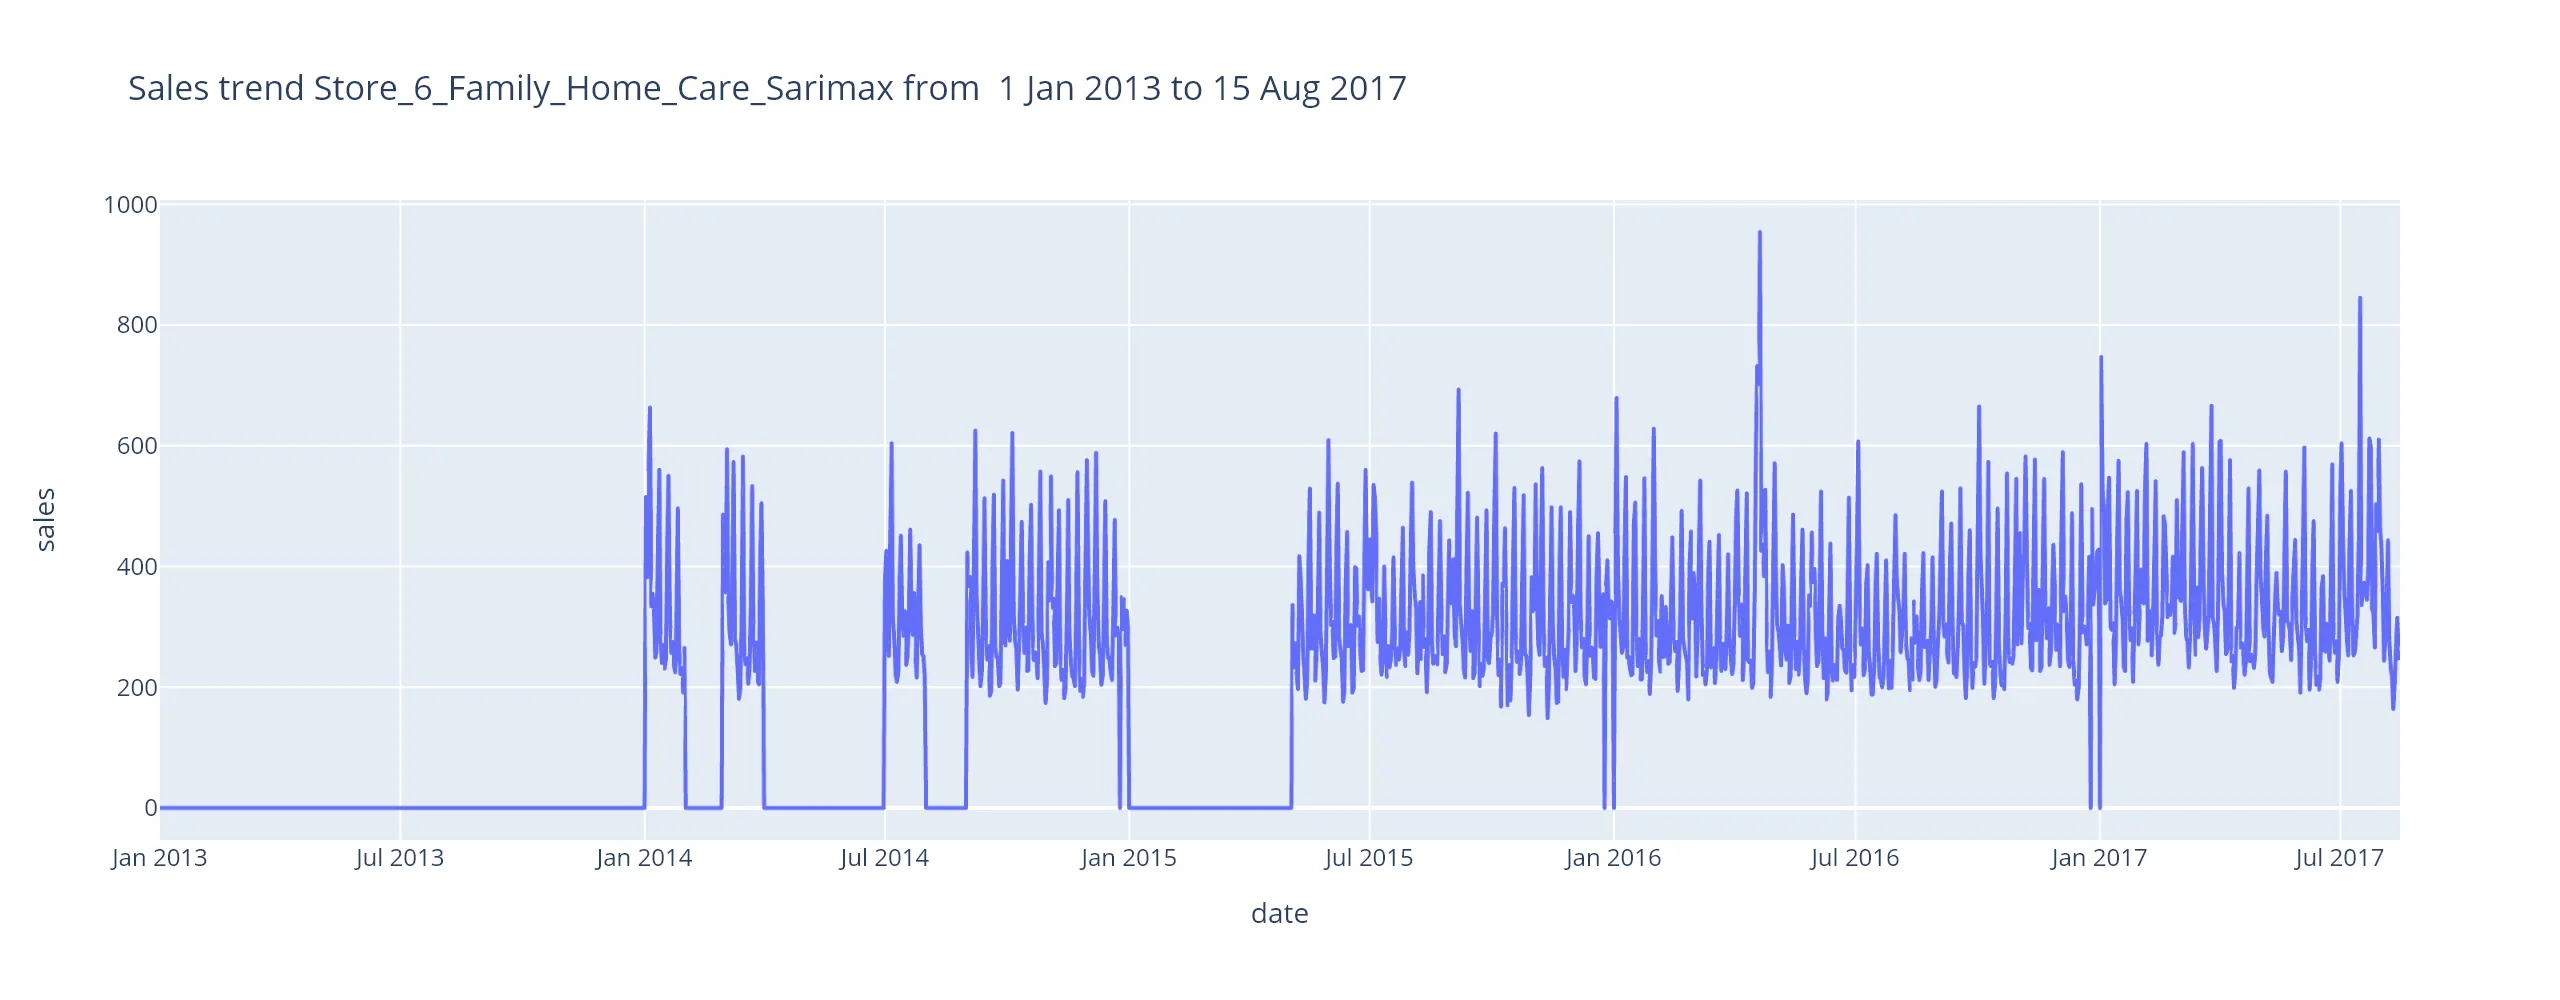 Sales trend Store_6_Family_Home_Care_Sarimax from  1 Jan 2013 to 15 Aug 2017
1000
800
600
400
200
0
sales
Jan 2013 Jul 2013 Jan 2014 Jul 2014 Jan 2015 Jul 2015 Jan 2016 Jul 2016 Jan 2017 Jul 2017
date